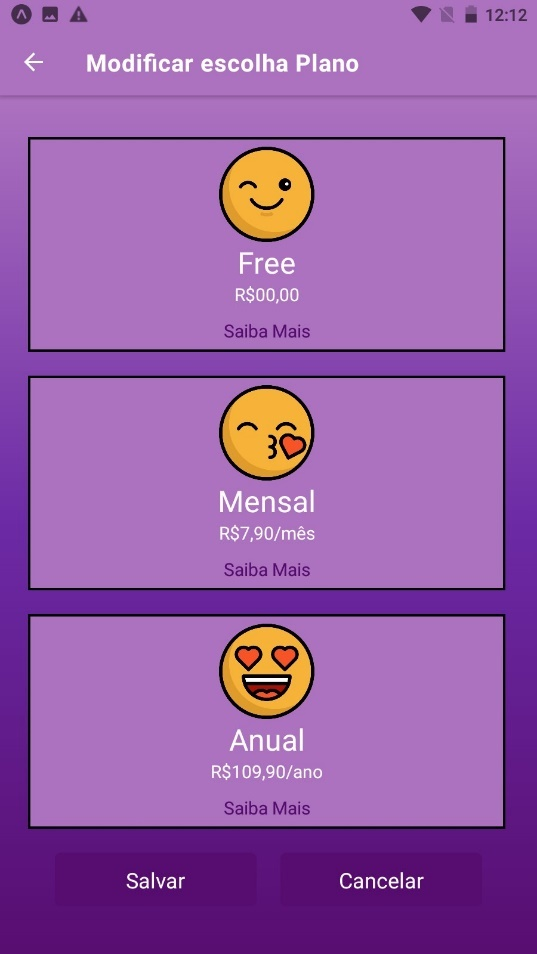 12:12
Modificar escolha Plano
Free
R$00,00
Saiba Mais
Mensal
R$7,90/mês
Saiba Mais
Anual
R$109,90/ano
Saiba Mais
Salvar
Cancelar